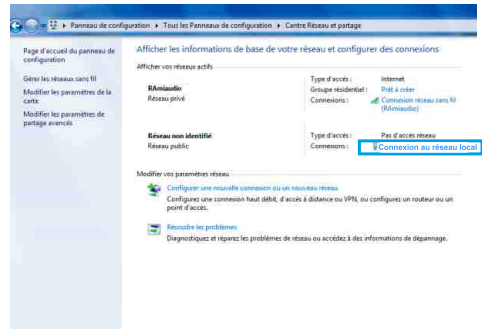 Panneau de configuration ▸ Tous les Panneaux de configuration ▸ Centre Réseau et partage
Page d'accueil du panneau de
configuration
Gérer les réseaux sans fil
Modifier les paramètres de la
carte
Modifier les paramètres de
partage avancés
Afficher les informations de base de votre réseau et configurer des connexions
Afficher vos réseaux actifs
RAmiaudio
Réseau privé
Type d'accès : Internet
Groupe résidentiel : Prêt à créer
Connexions : Connexion réseau sans fil
(RAmiaudio)
Réseau non identifié
Réseau public
Type d'accès : Pas d'accès réseau
Connexions : Connexion au réseau local
Modifier vos paramètres réseau
Configurer une nouvelle connexion ou un nouveau réseau
Configurez une connexion haut débit, d'accès à distance ou VPN, ou configurez un routeur ou un
point d'accès.
Résoudre les problèmes
Diagnostiquez et réparez les problèmes de réseau ou accédez à des informations de dépannage.